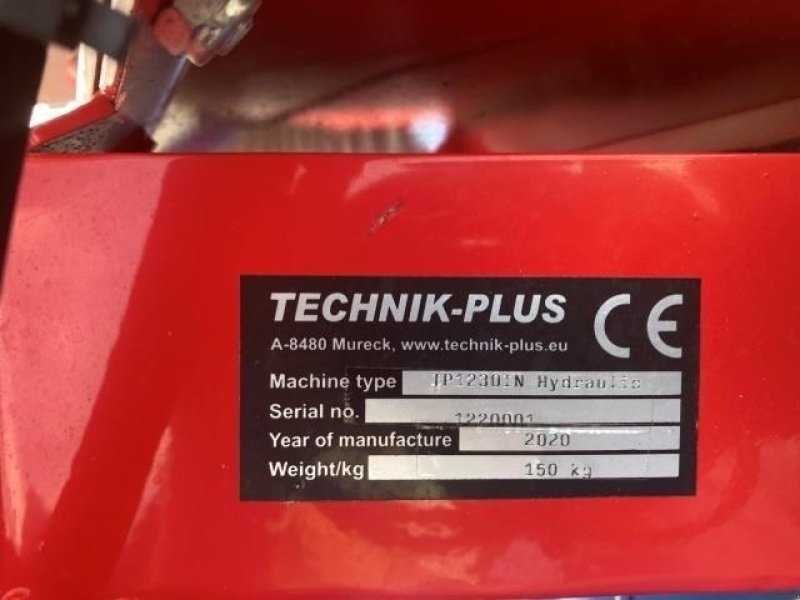 TECHNIK-PLUS CE
A-8480 Mureck, www.technik-plus.eu
Machine type Hydraulic
Serial no. 1220001
Year of manufacture 2020
Weight/kg 150 kg